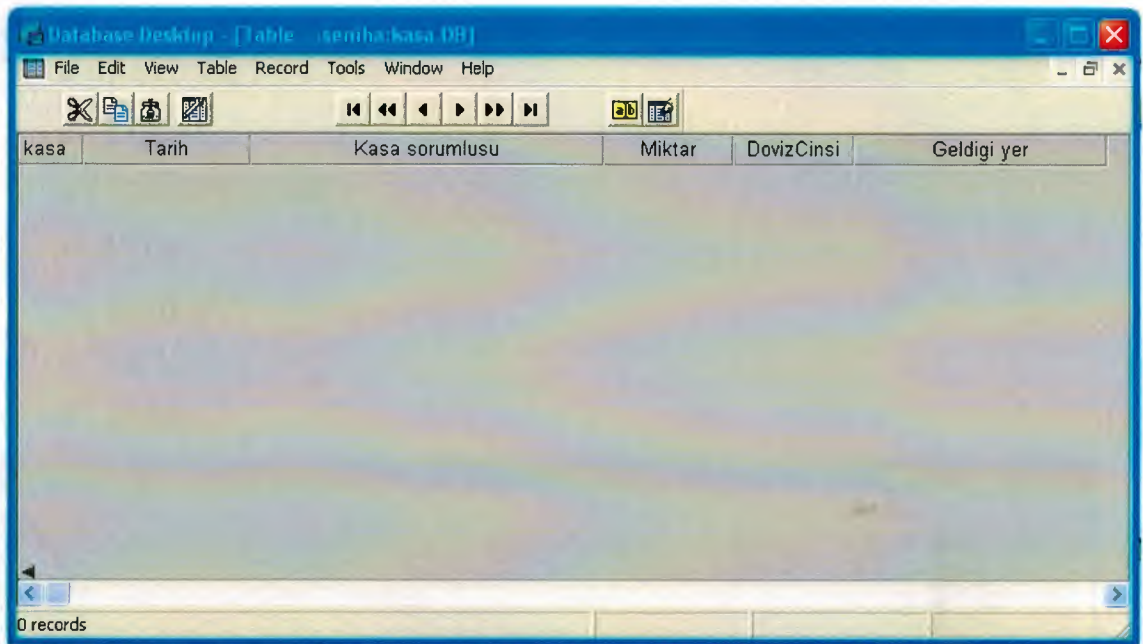 Database Desktop - [Table : :seniha:kasa.DB]
File Edit View Table Record Tools Window Help
kasa Tarih Kasa sorumlusu Miktar DovizCinsi Geldigi yer
0 records